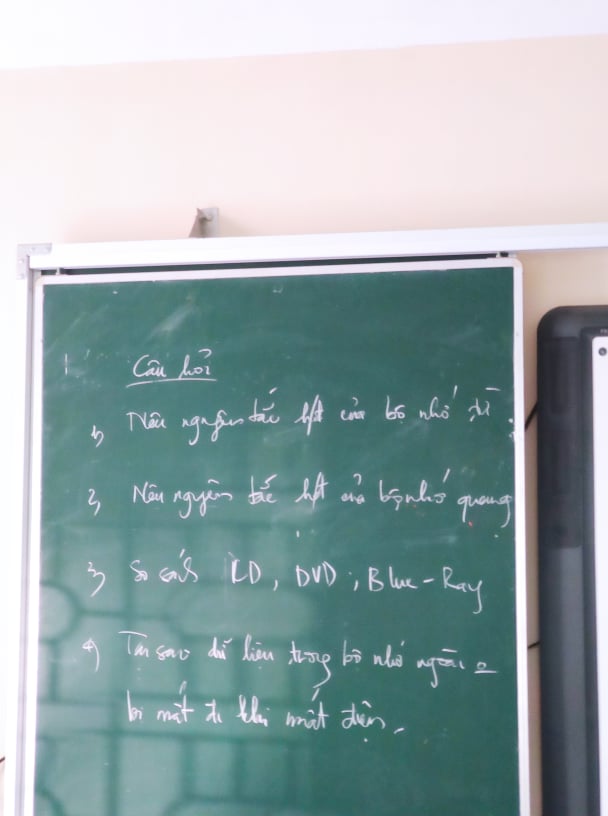 Câu hỏi
1, Nêu nguyên tắc hđ của bộ nhớ từ.
2, Nêu nguyên tắc hđ của bộ nhớ quang.
3, So sánh CD, DVD, Blue-Ray
4, Tại sao dữ liệu trong bộ nhớ ngoài o
bị mất đi khi mất điện.